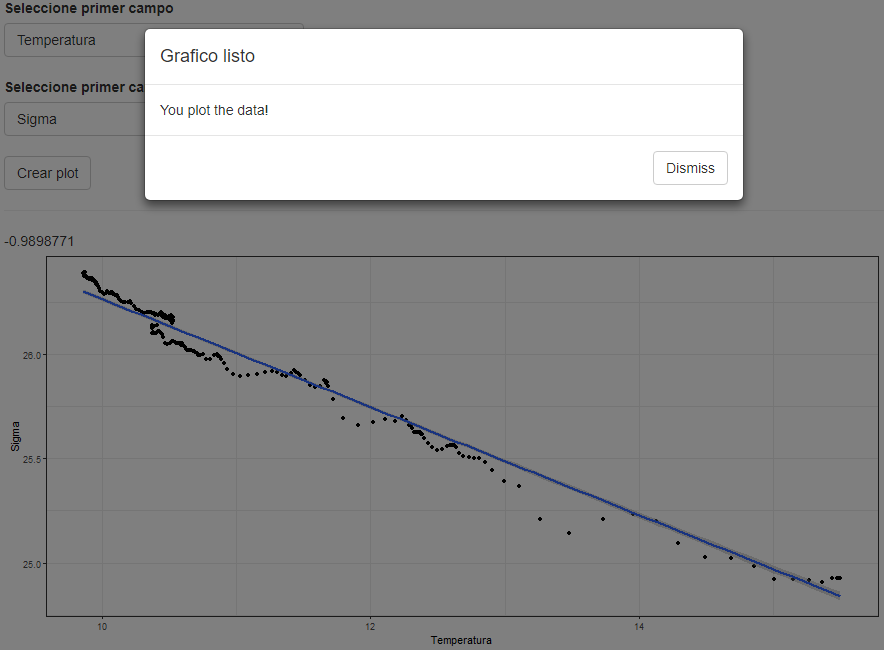 Seleccione primer campo
Temperatura
Grafico listo
Seleccione primer ca
You plot the data!
Sigma
Dismiss
Crear plot
-0.9898771
26.0
25.5
25.0
Sigma
10
12
14
Temperatura